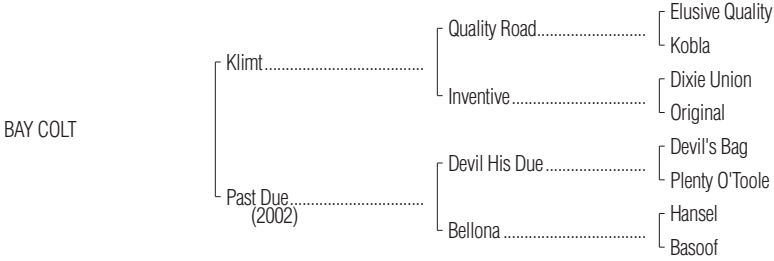 Elusive Quality
Quality Road
Kobla
Klimt
Dixie Union
Inventive
Original
BAY COLT
Devil's Bag
Devil His Due
Plenty O'Toole
Past Due
(2002)
Hansel
Bellona
Basoof